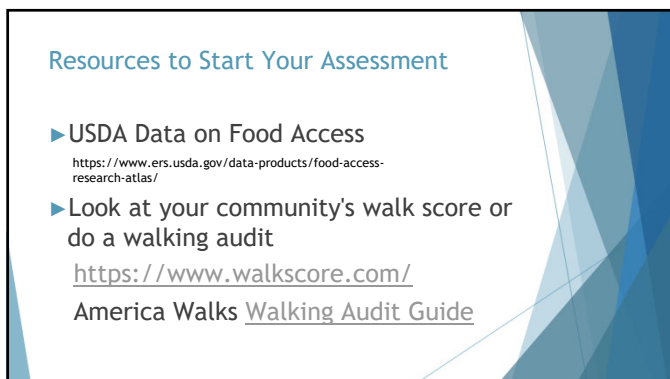 Resources to Start Your Assessment
►USDA Data on Food Access
https://www.ers.usda.gov/data-products/food-access-
research-atlas/
►Look at your community's walk score or
do a walking audit
https://www.walkscore.com/
America Walks Walking Audit Guide